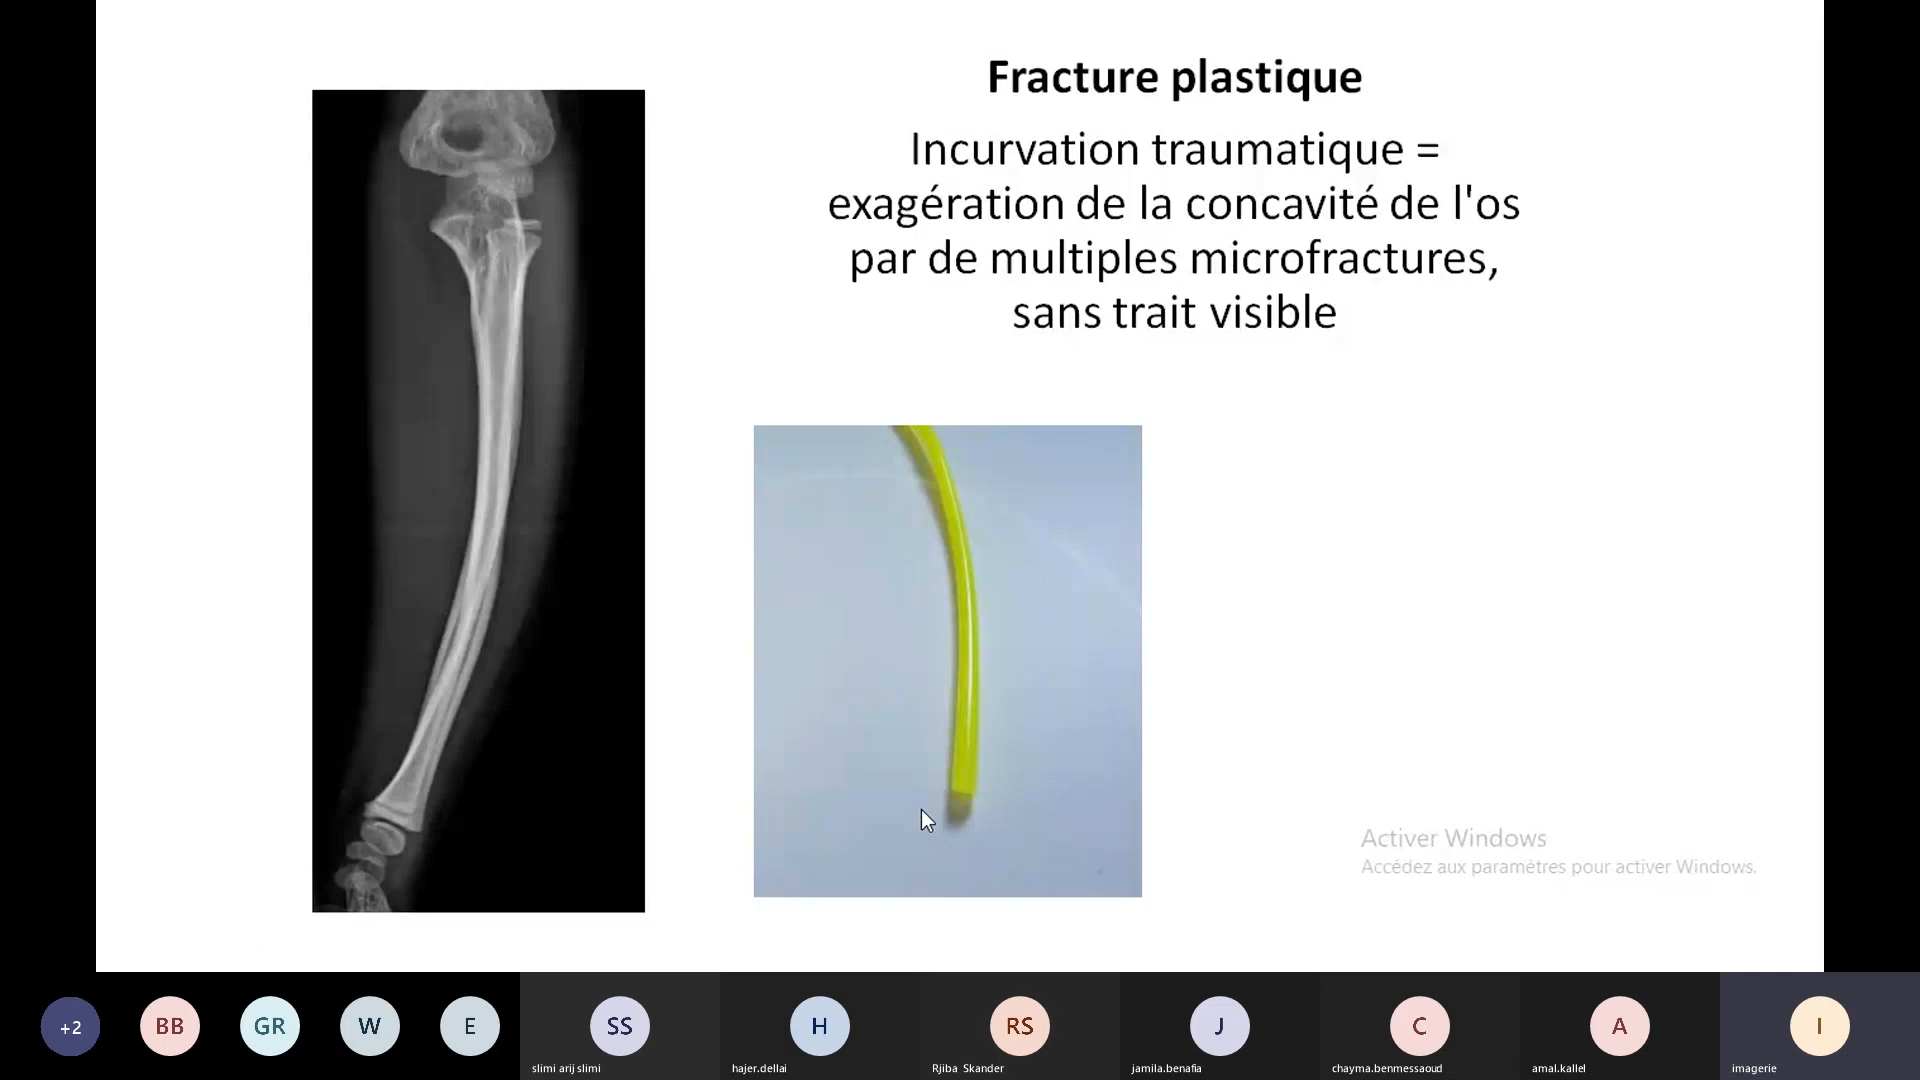 Fracture plastique
Incurvation traumatique =
exagération de la concavité de l'os
par de multiples microfractures,
sans trait visible
Activer Windows
Accédez aux paramètres pour activer Windows.
+2
BB
GR
W
E
SS
H
RS
J
C
A
I
slimi arij slimi
hajer.dellai
Rjiba Skander
jamila.benafia
chayma.benmessaoud
amal.kallel
imagerie